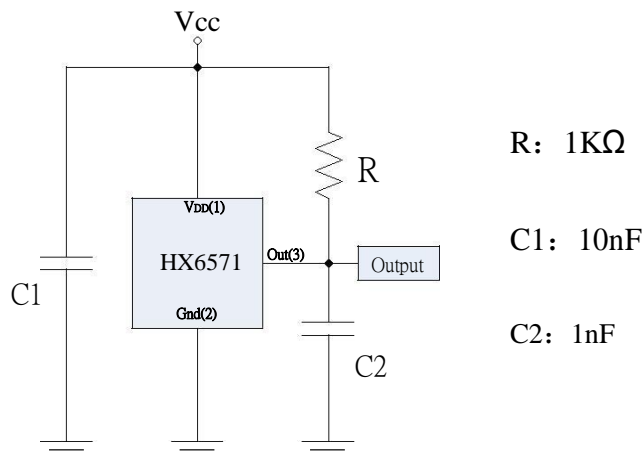 Vcc
R
VDD(1)
HX6571
Out(3)
Output
Gnd(2)
C1
C2
R：1KΩ
C1：10nF
C2：1nF